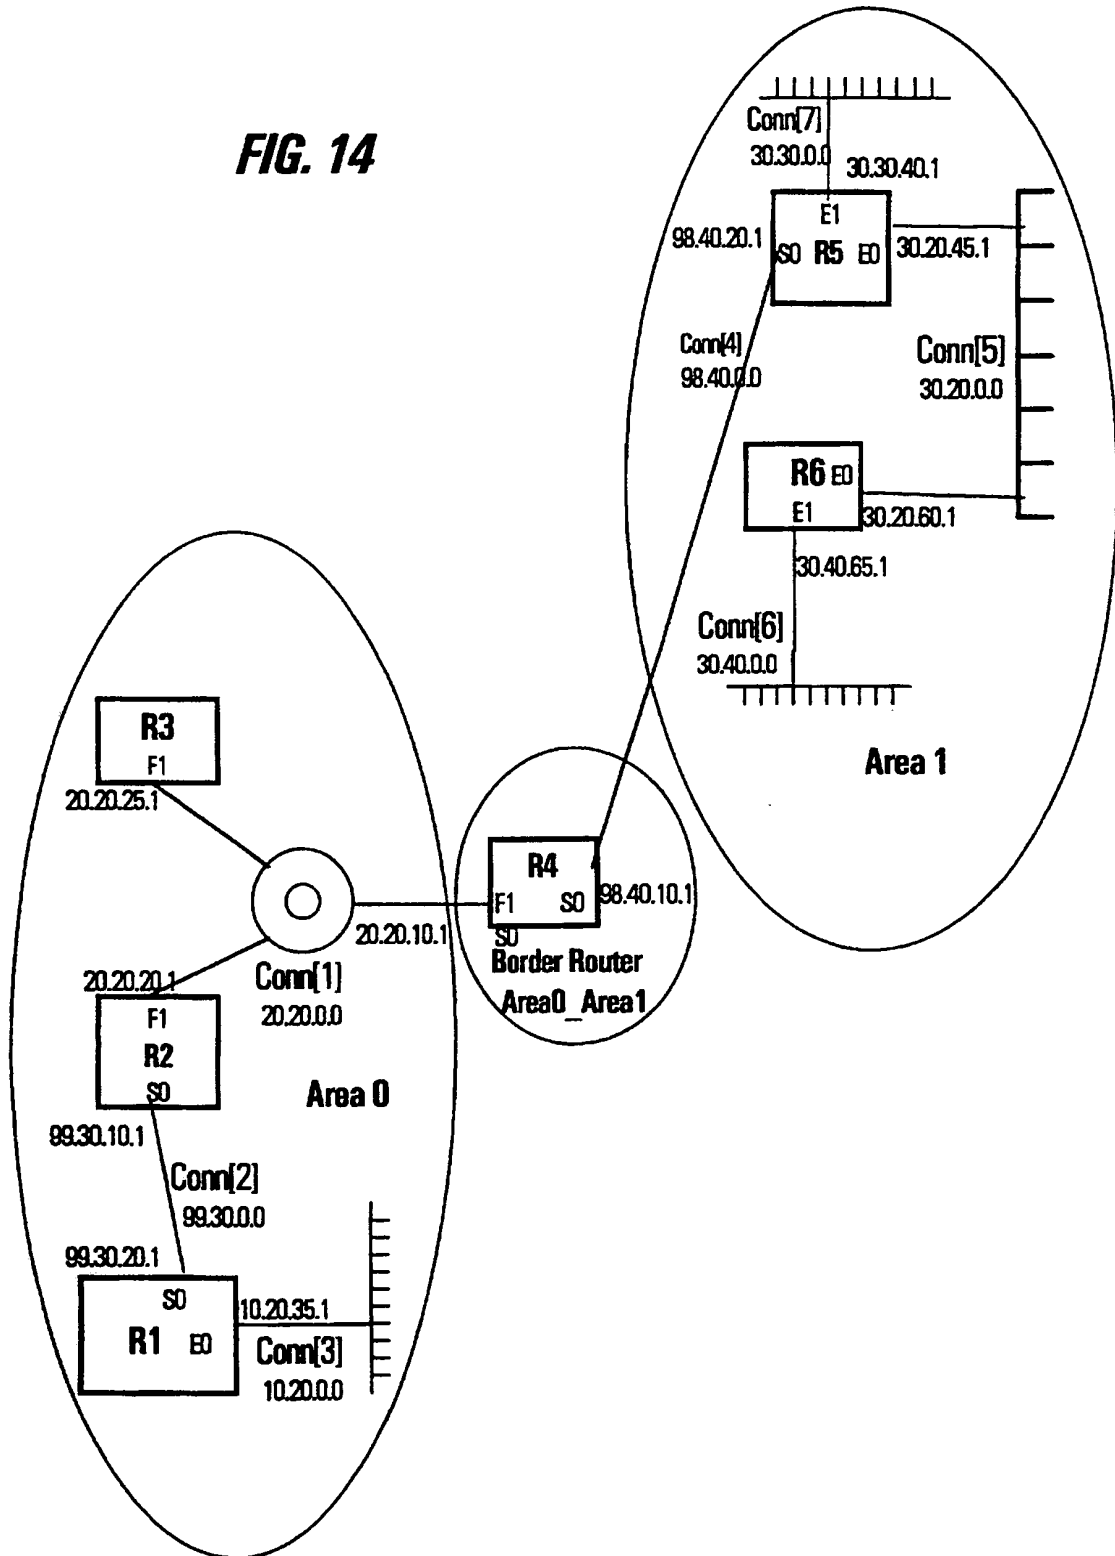 FIG. 14
Conn[7]
30.30.0.0
30.30.40.1
E1
98.40.20.1
S0 R5 E0
30.20.45.1
Conn[4]
98.40.0.0
Conn[5]
30.20.0.0
R6 E0
E1
30.20.60.1
30.40.65.1
Conn[6]
30.40.0.0
Area 1
R3
F1
20.20.25.1
R4
F1 S0
98.40.10.1
S0
20.20.10.1
Border Router
Area0_Area1
20.20.20.1
Conn[1]
20.20.0.0
F1
R2
S0
Area 0
99.30.10.1
Conn[2]
99.30.0.0
99.30.20.1
S0
R1 E0
10.20.35.1
Conn[3]
10.20.0.0